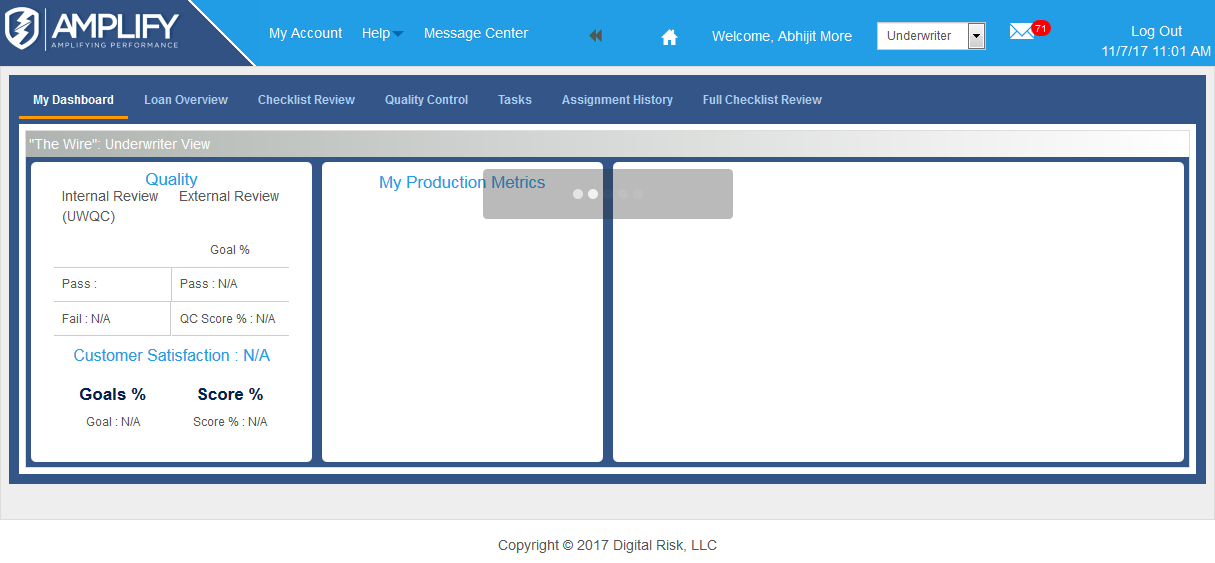 AMPLIFY
AMPLIFYING PERFORMANCE
My Account Help Message Center Welcome, Abhijit More Underwriter 71 Log Out
11/7/17 11:01 AM
My Dashboard Loan Overview Checklist Review Quality Control Tasks Assignment History Full Checklist Review
"The Wire": Underwriter View
Quality
Internal Review (UWQC)
External Review
Goal %
Pass : Pass : N/A
Fail : N/A QC Score % : N/A
Customer Satisfaction : N/A
Goals % Score %
Goal : N/A Score % : N/A
My Production Metrics
Copyright © 2017 Digital Risk, LLC